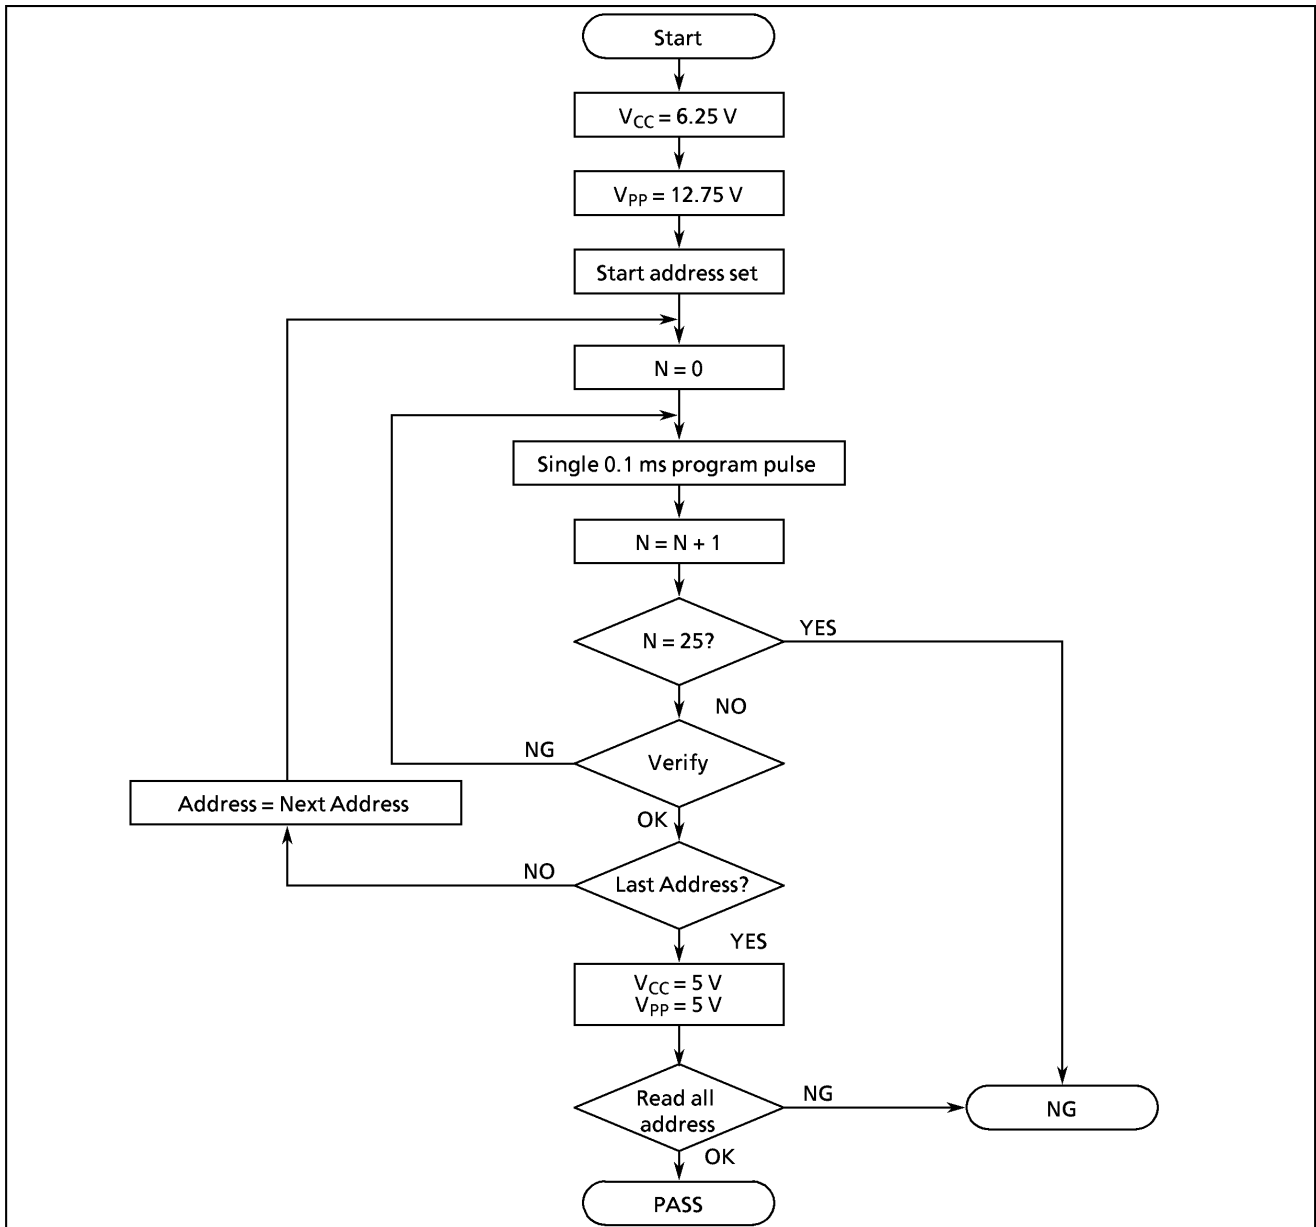 Start
VCC = 6.25 V
VPP = 12.75 V
Start address set
N = 0
Single 0.1 ms program pulse
N = N + 1
N = 25?
YES
NO
Verify
NG
OK
Address = Next Address
Last Address?
NO
YES
VCC = 5 V
VPP = 5 V
Read all
address
NG
NG
OK
PASS